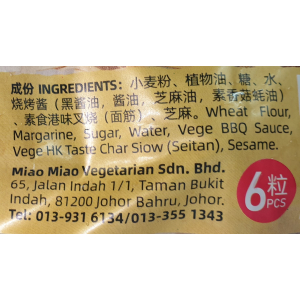 成份 INGREDIENTS: 小麦粉、植物油、糖、水、
烧烤酱（黑酱油，酱油，芝麻油，素香菇蚝油）
、素食港味叉烧（面筋）、芝麻。Wheat Flour,
Margarine, Sugar, Water, Vege BBQ Sauce,
Vege HK Taste Char Siow (Seitan), Sesame.
Miao Miao Vegetarian Sdn. Bhd.
65, Jalan Indah 1/1, Taman Bukit
Indah, 81200 Johor Bahru, Johor.
Tel: 013-931 6134/013-355 1343
6粒
PCS